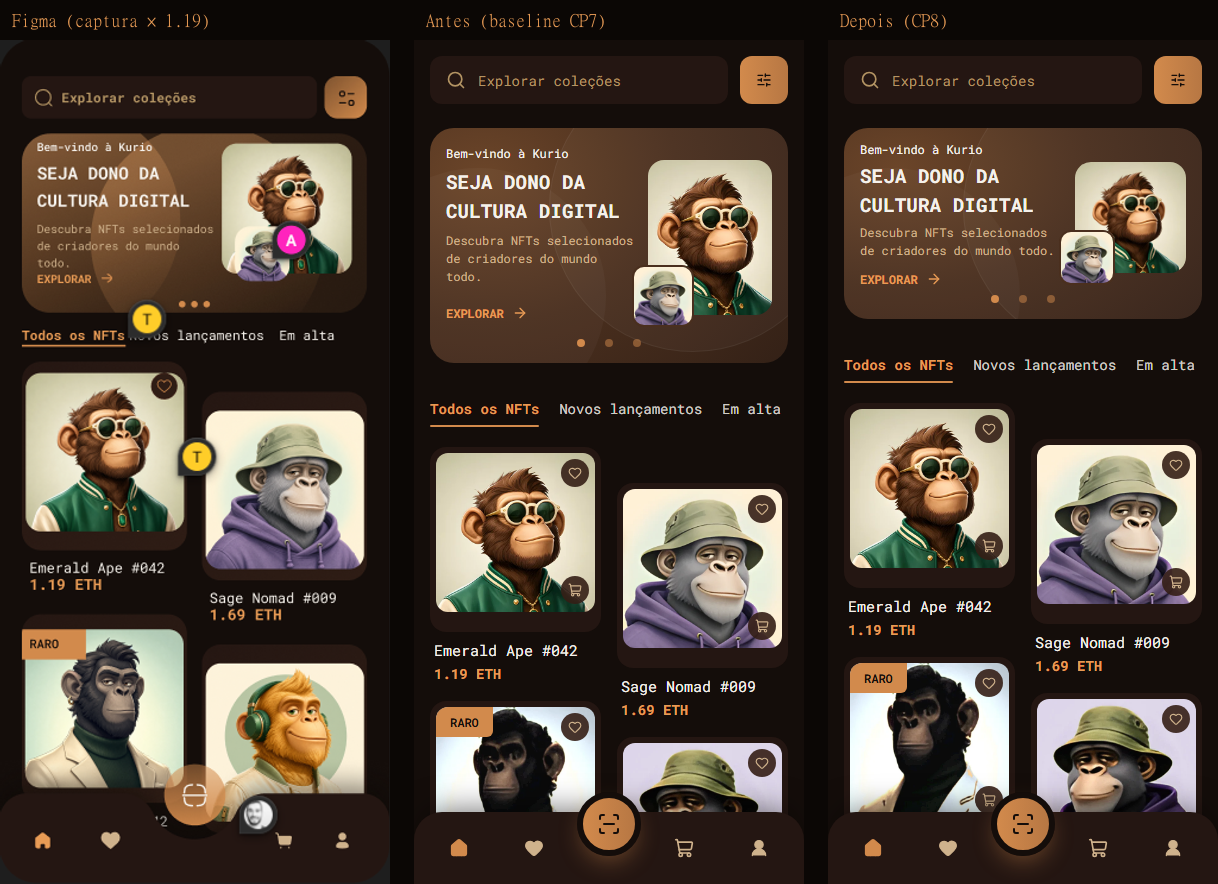 Figma (captura × 1.19)
Explorar coleções
Bem-vindo à Kurio
SEJA DONO DA
CULTURA DIGITAL
Descubra NFTs selecionados
de criadores do mundo
todo.
EXPLORAR
A
T
Todos os NFTs
lançamentos
Em alta
T
Emerald Ape #042
1.19 ETH
Sage Nomad #009
1.69 ETH
RARO
Antes (baseline CP7)
Explorar coleções
Bem-vindo à Kurio
SEJA DONO DA
CULTURA DIGITAL
Descubra NFTs selecionados
de criadores do mundo
todo.
EXPLORAR
Todos os NFTs
Novos lançamentos
Em alta
Emerald Ape #042
1.19 ETH
Sage Nomad #009
1.69 ETH
RARO
Depois (CP8)
Explorar coleções
Bem-vindo à Kurio
SEJA DONO DA
CULTURA DIGITAL
Descubra NFTs selecionados
de criadores do mundo todo.
EXPLORAR
Todos os NFTs
Novos lançamentos
Em alta
Emerald Ape #042
1.19 ETH
Sage Nomad #009
1.69 ETH
RARO